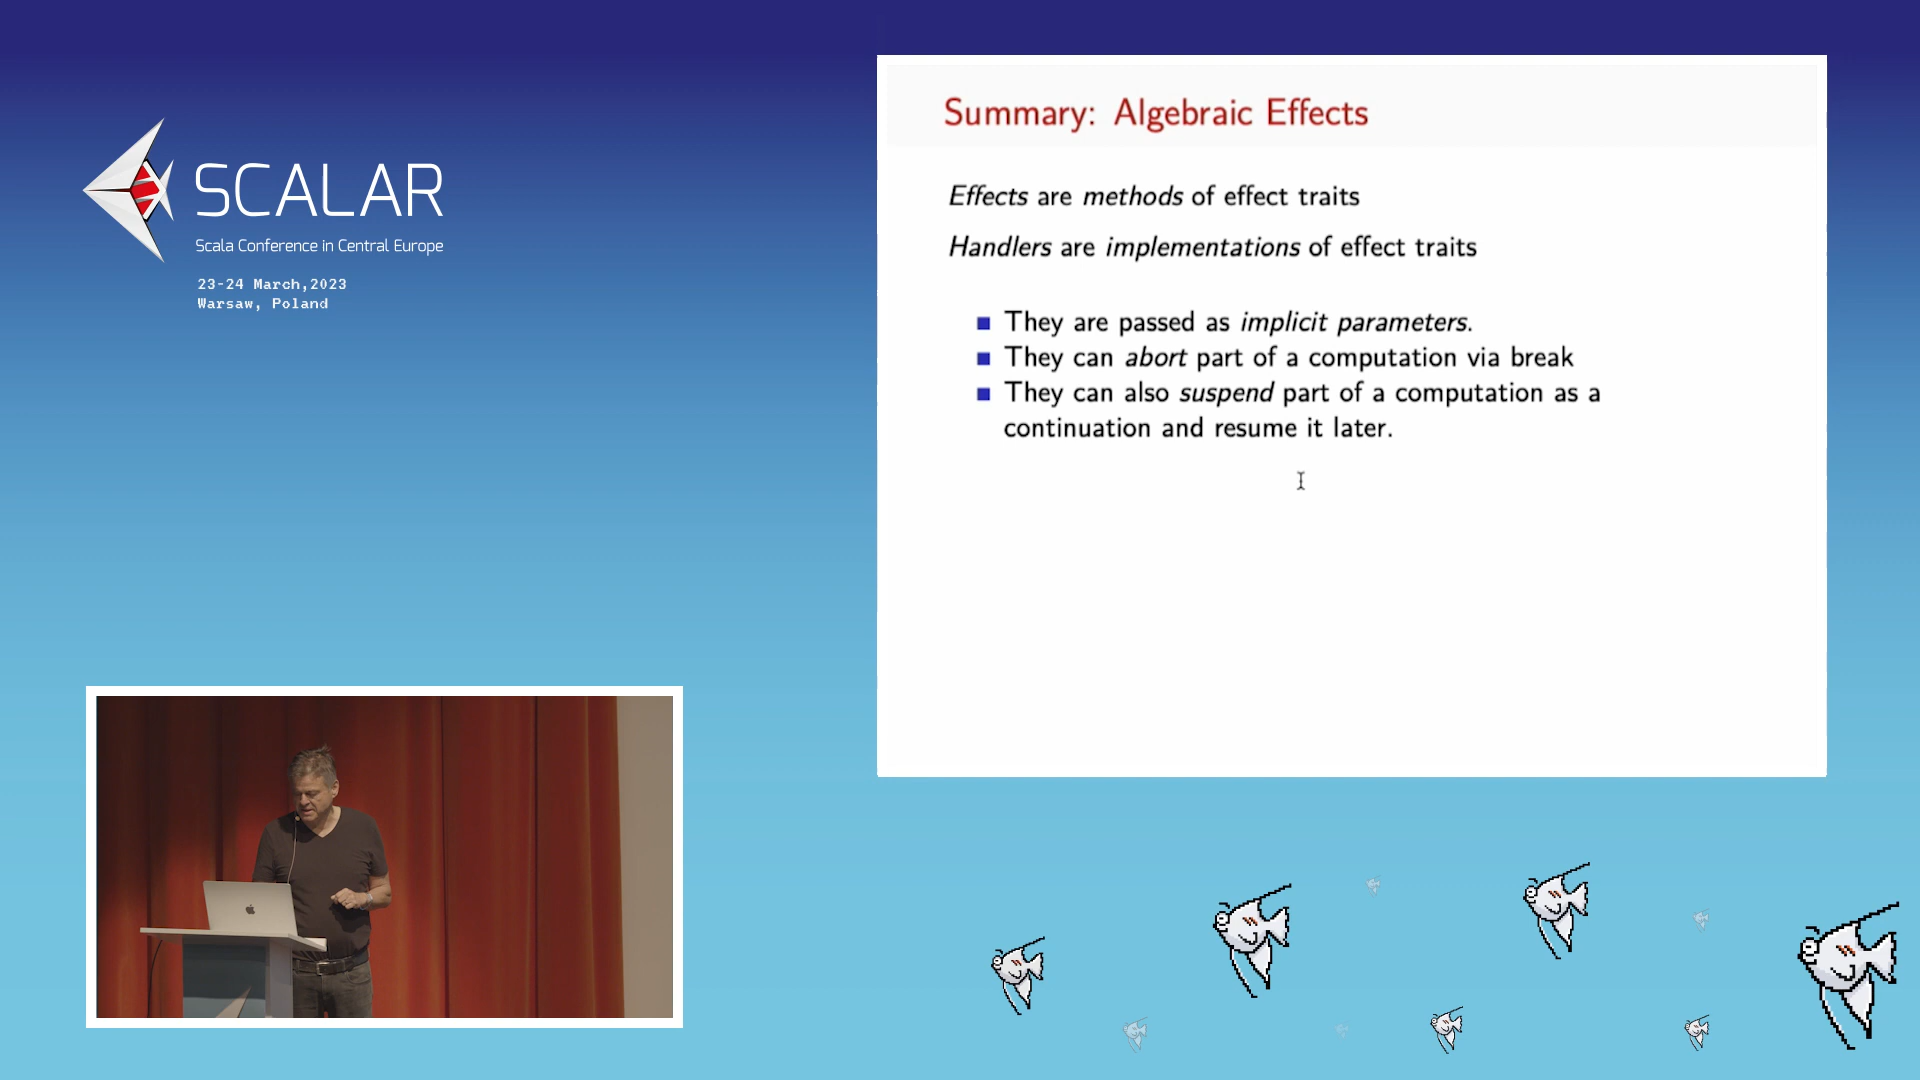 SCALAR
Scala Conference in Central Europe
23-24 March,2023
Warsaw, Poland
Summary: Algebraic Effects
Effects are methods of effect traits
Handlers are implementations of effect traits
They are passed as implicit parameters.
They can abort part of a computation via break
They can also suspend part of a computation as a
continuation and resume it later.